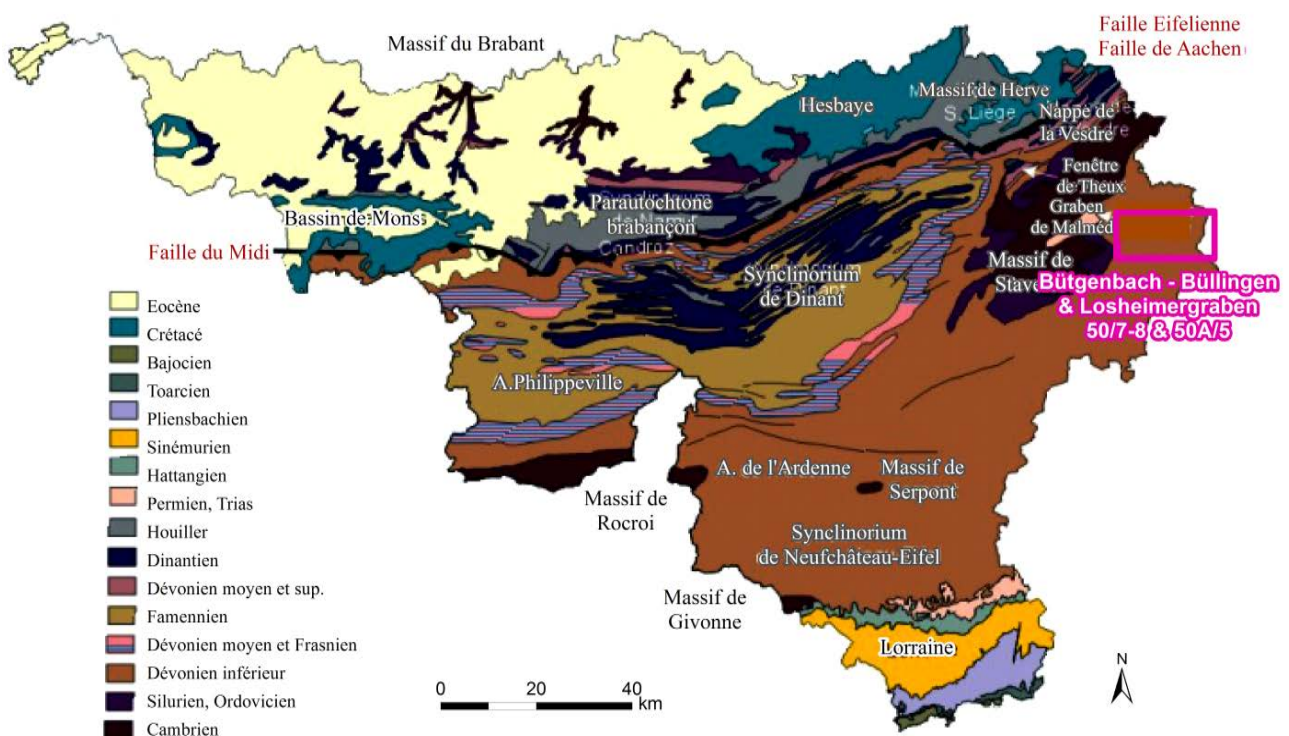 Faille Eifelienne
Faille de Aachen
Massif du Brabant
Hesbaye
Massif de Herve
S. Liège
Nappe de
la Vesdre
Fenêtre
de Theux
Graben
de Malméd
Parautochtone
brabançon
Condroz
Bassin de Mons
Faille du Midi
Synclinorium
de Dinant
Massif de
Stave
Bütgenbach - Büllingen
& Losheimergraben
50/7-8 & 50A/5
A.Philippeville
A. de l'Ardenne
Massif de
Serpont
Massif de
Rocroi
Synclinorium
de Neufchâteau-Eifel
Massif de
Givonne
Lorraine
Eocène
Crétacé
Bajocien
Toarcien
Pliensbachien
Sinémurien
Hattangien
Permien, Trias
Houiller
Dinantien
Dévonien moyen et sup.
Famennien
Dévonien moyen et Frasnien
Dévonien inférieur
Silurien, Ordovicien
Cambrien
0 20 40
km
N